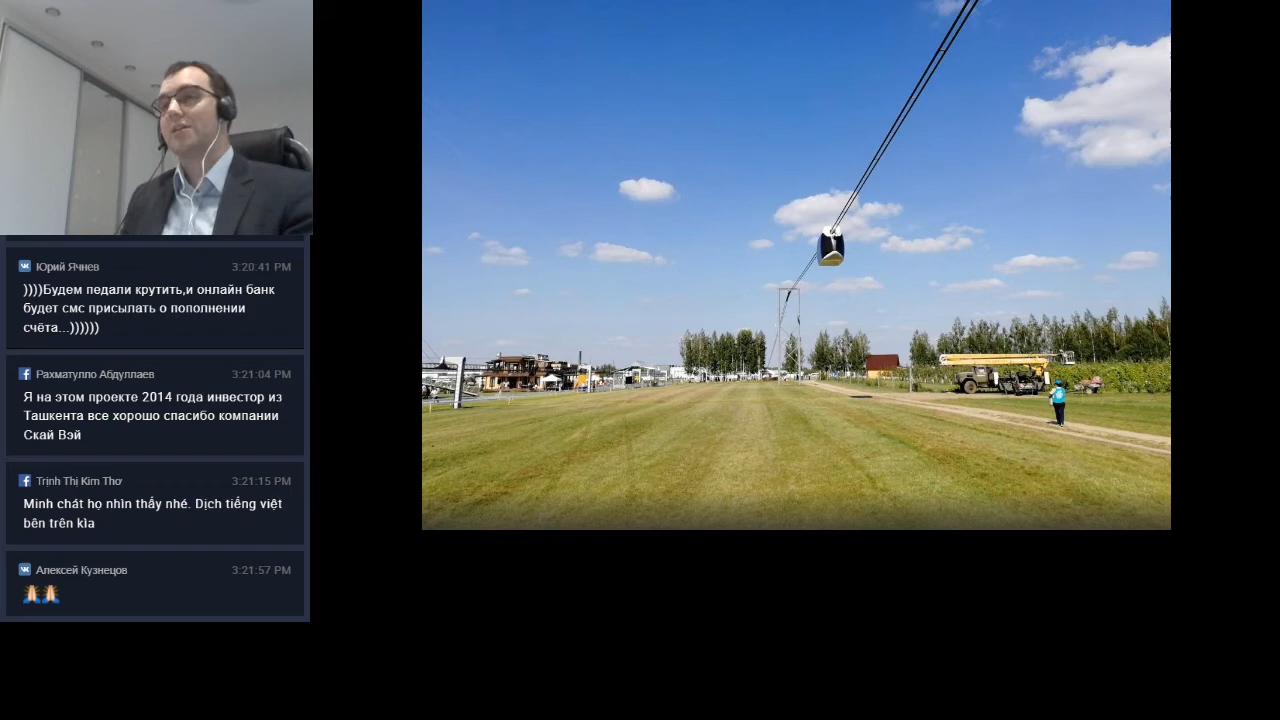 Юрий Ячнев 3:20:41 PM
))))Будем педали крутить,и онлайн банк
будет смс присылать о пополнении
счёта...))))))
Рахматулло Абдуллаев 3:21:04 PM
Я на этом проекте 2014 года инвестор из
Ташкента все хорошо спасибо компании
Скай Вэй
Trịnh Thị Kim Thơ 3:21:15 PM
Minh chát họ nhìn thấy nhé. Dịch tiếng việt
bên trên kìa
Алексей Кузнецов 3:21:57 PM